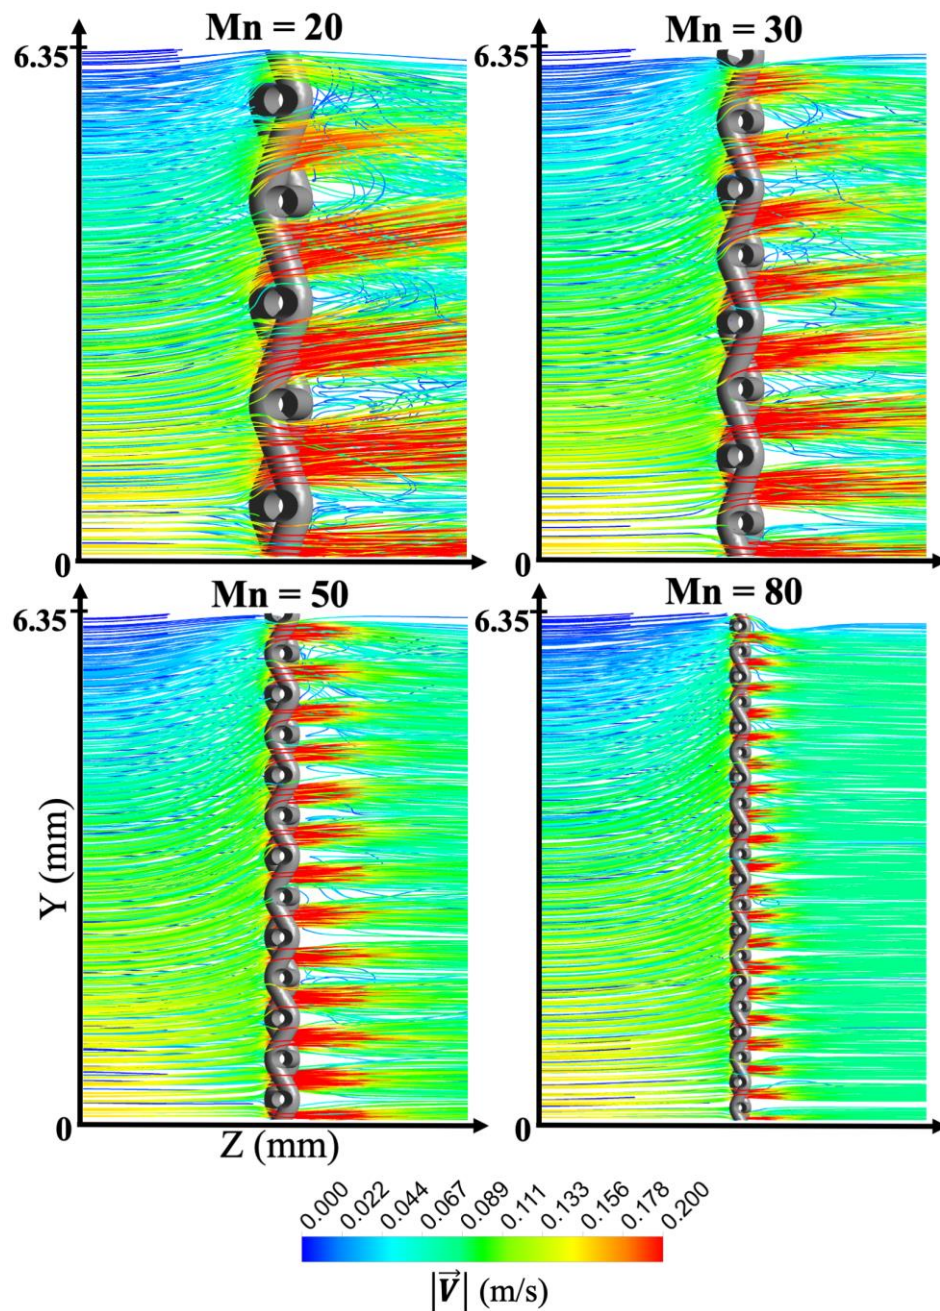 Mn = 20
Mn = 30
6.35
6.35
0
0
Mn = 50
Mn = 80
6.35
6.35
Y (mm)
0
0
Z (mm)
0.000
0.022
0.044
0.067
0.089
0.111
0.133
0.156
0.178
0.200
|V⃗| (m/s)